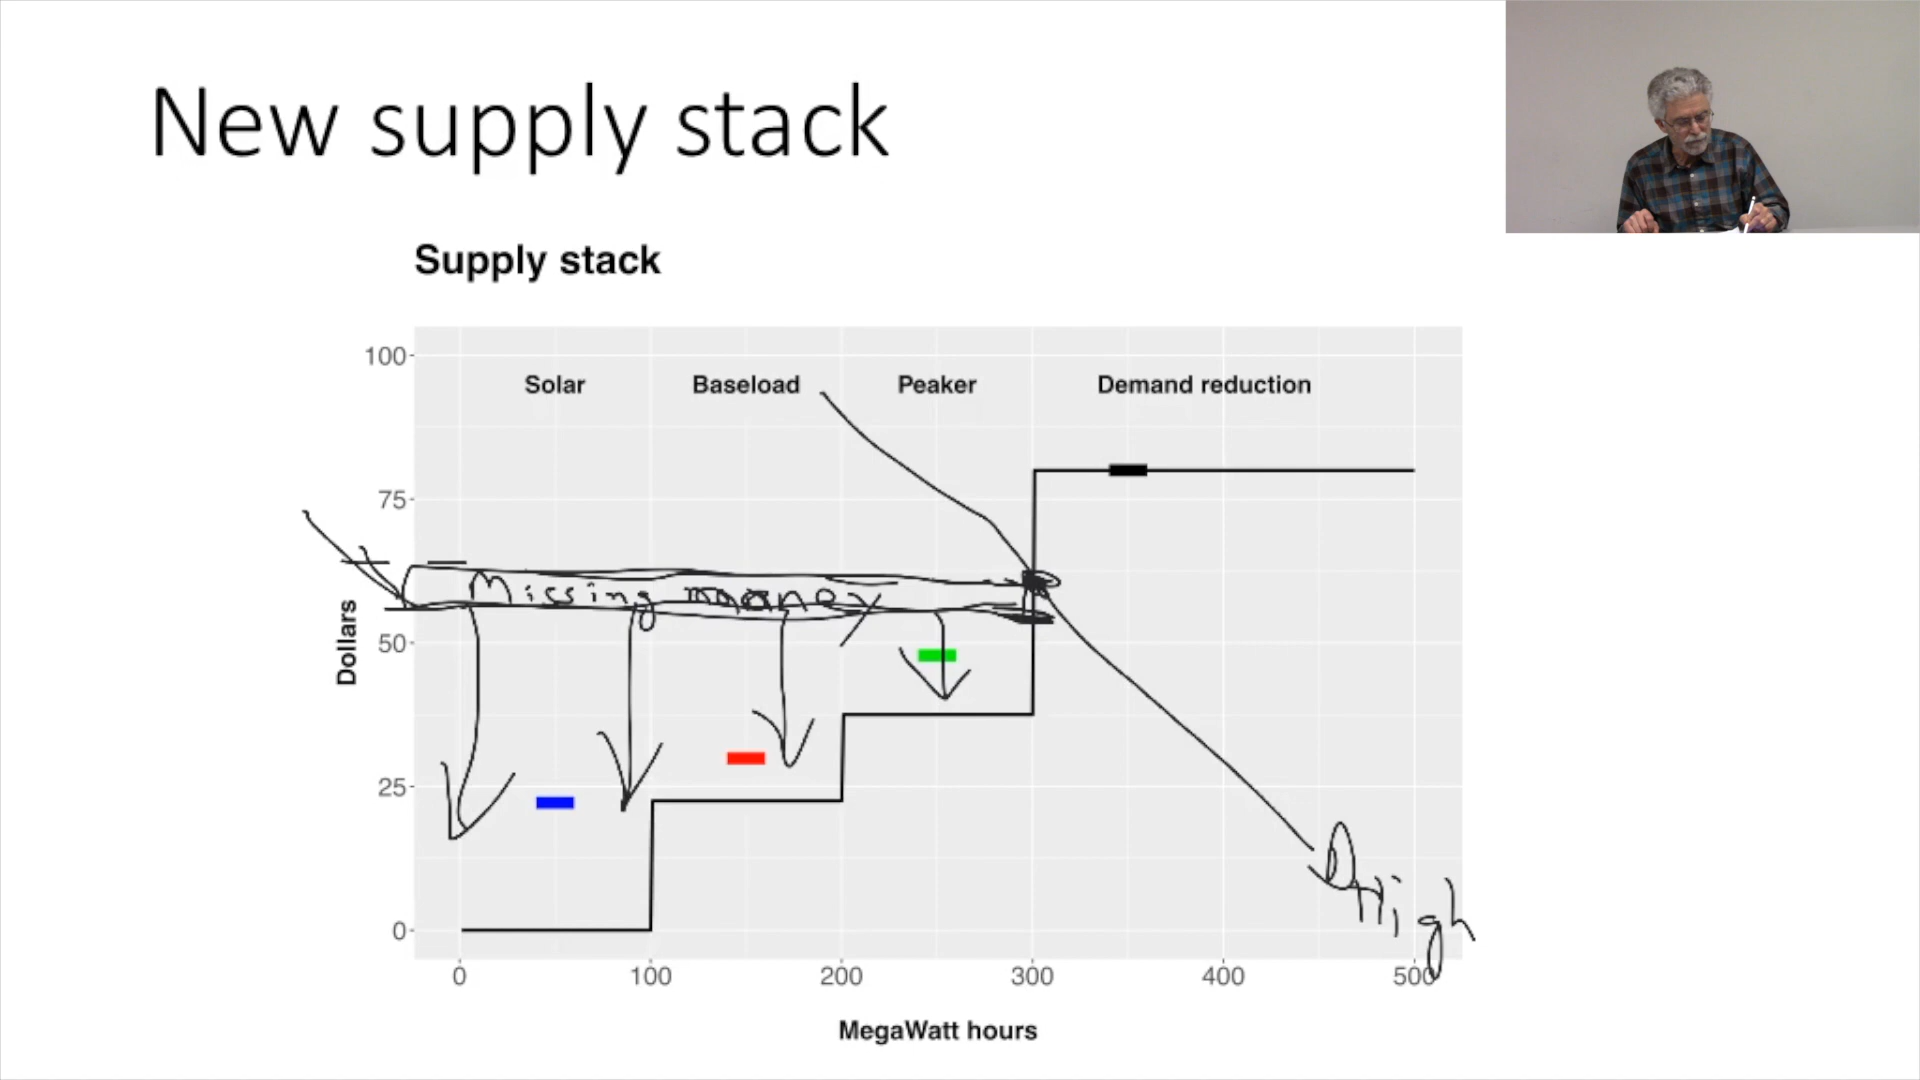 New supply stack
Supply stack
100
Solar Baseload Peaker Demand reduction
75
Missing money
50
Dollars
25
0
D High
0 100 200 300 400 500
MegaWatt hours